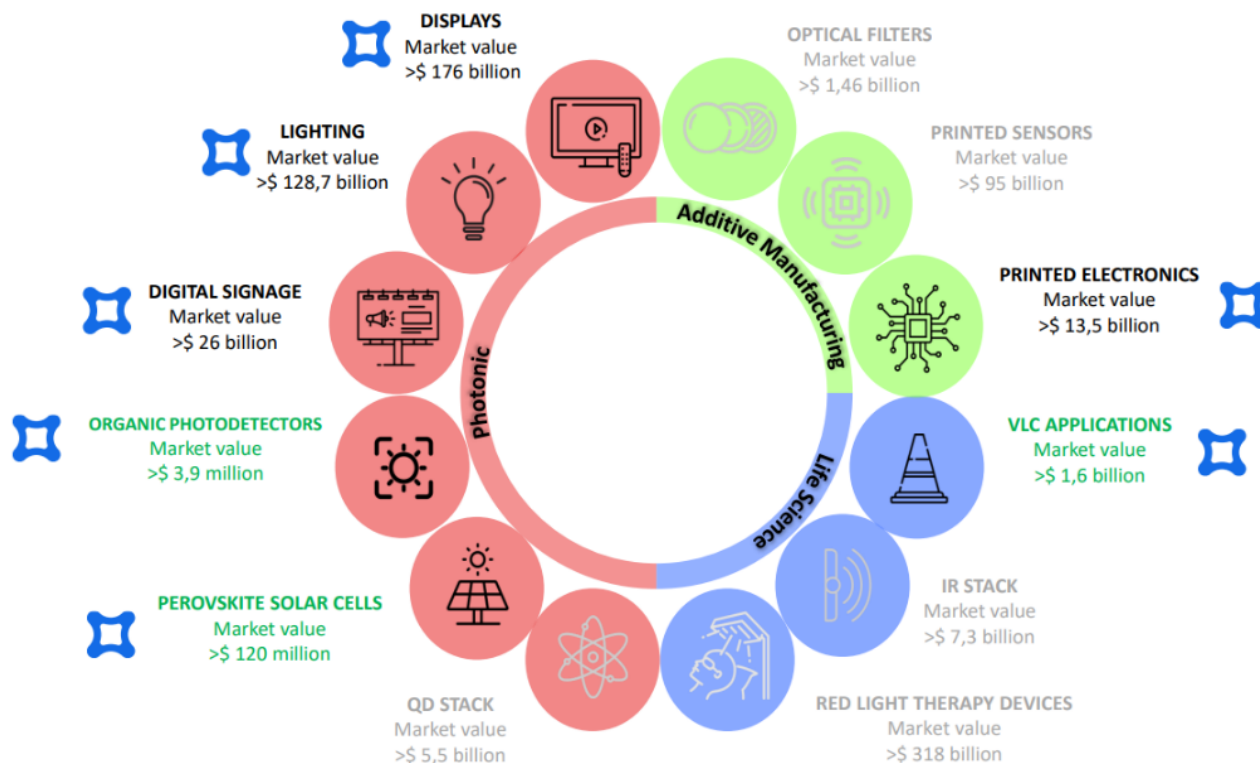 DISPLAYS
Market value
>$ 176 billion
OPTICAL FILTERS
Market value
>$ 1,46 billion
LIGHTING
Market value
>$ 128,7 billion
PRINTED SENSORS
Market value
>$ 95 billion
DIGITAL SIGNAGE
Market value
>$ 26 billion
PRINTED ELECTRONICS
Market value
>$ 13,5 billion
Additive Manufacturing
Photonic
Life Science
ORGANIC PHOTODETECTORS
Market value
>$ 3,9 million
VLC APPLICATIONS
Market value
>$ 1,6 billion
PEROVSKITE SOLAR CELLS
Market value
>$ 120 million
IR STACK
Market value
>$ 7,3 billion
QD STACK
Market value
>$ 5,5 billion
RED LIGHT THERAPY DEVICES
Market value
>$ 318 billion